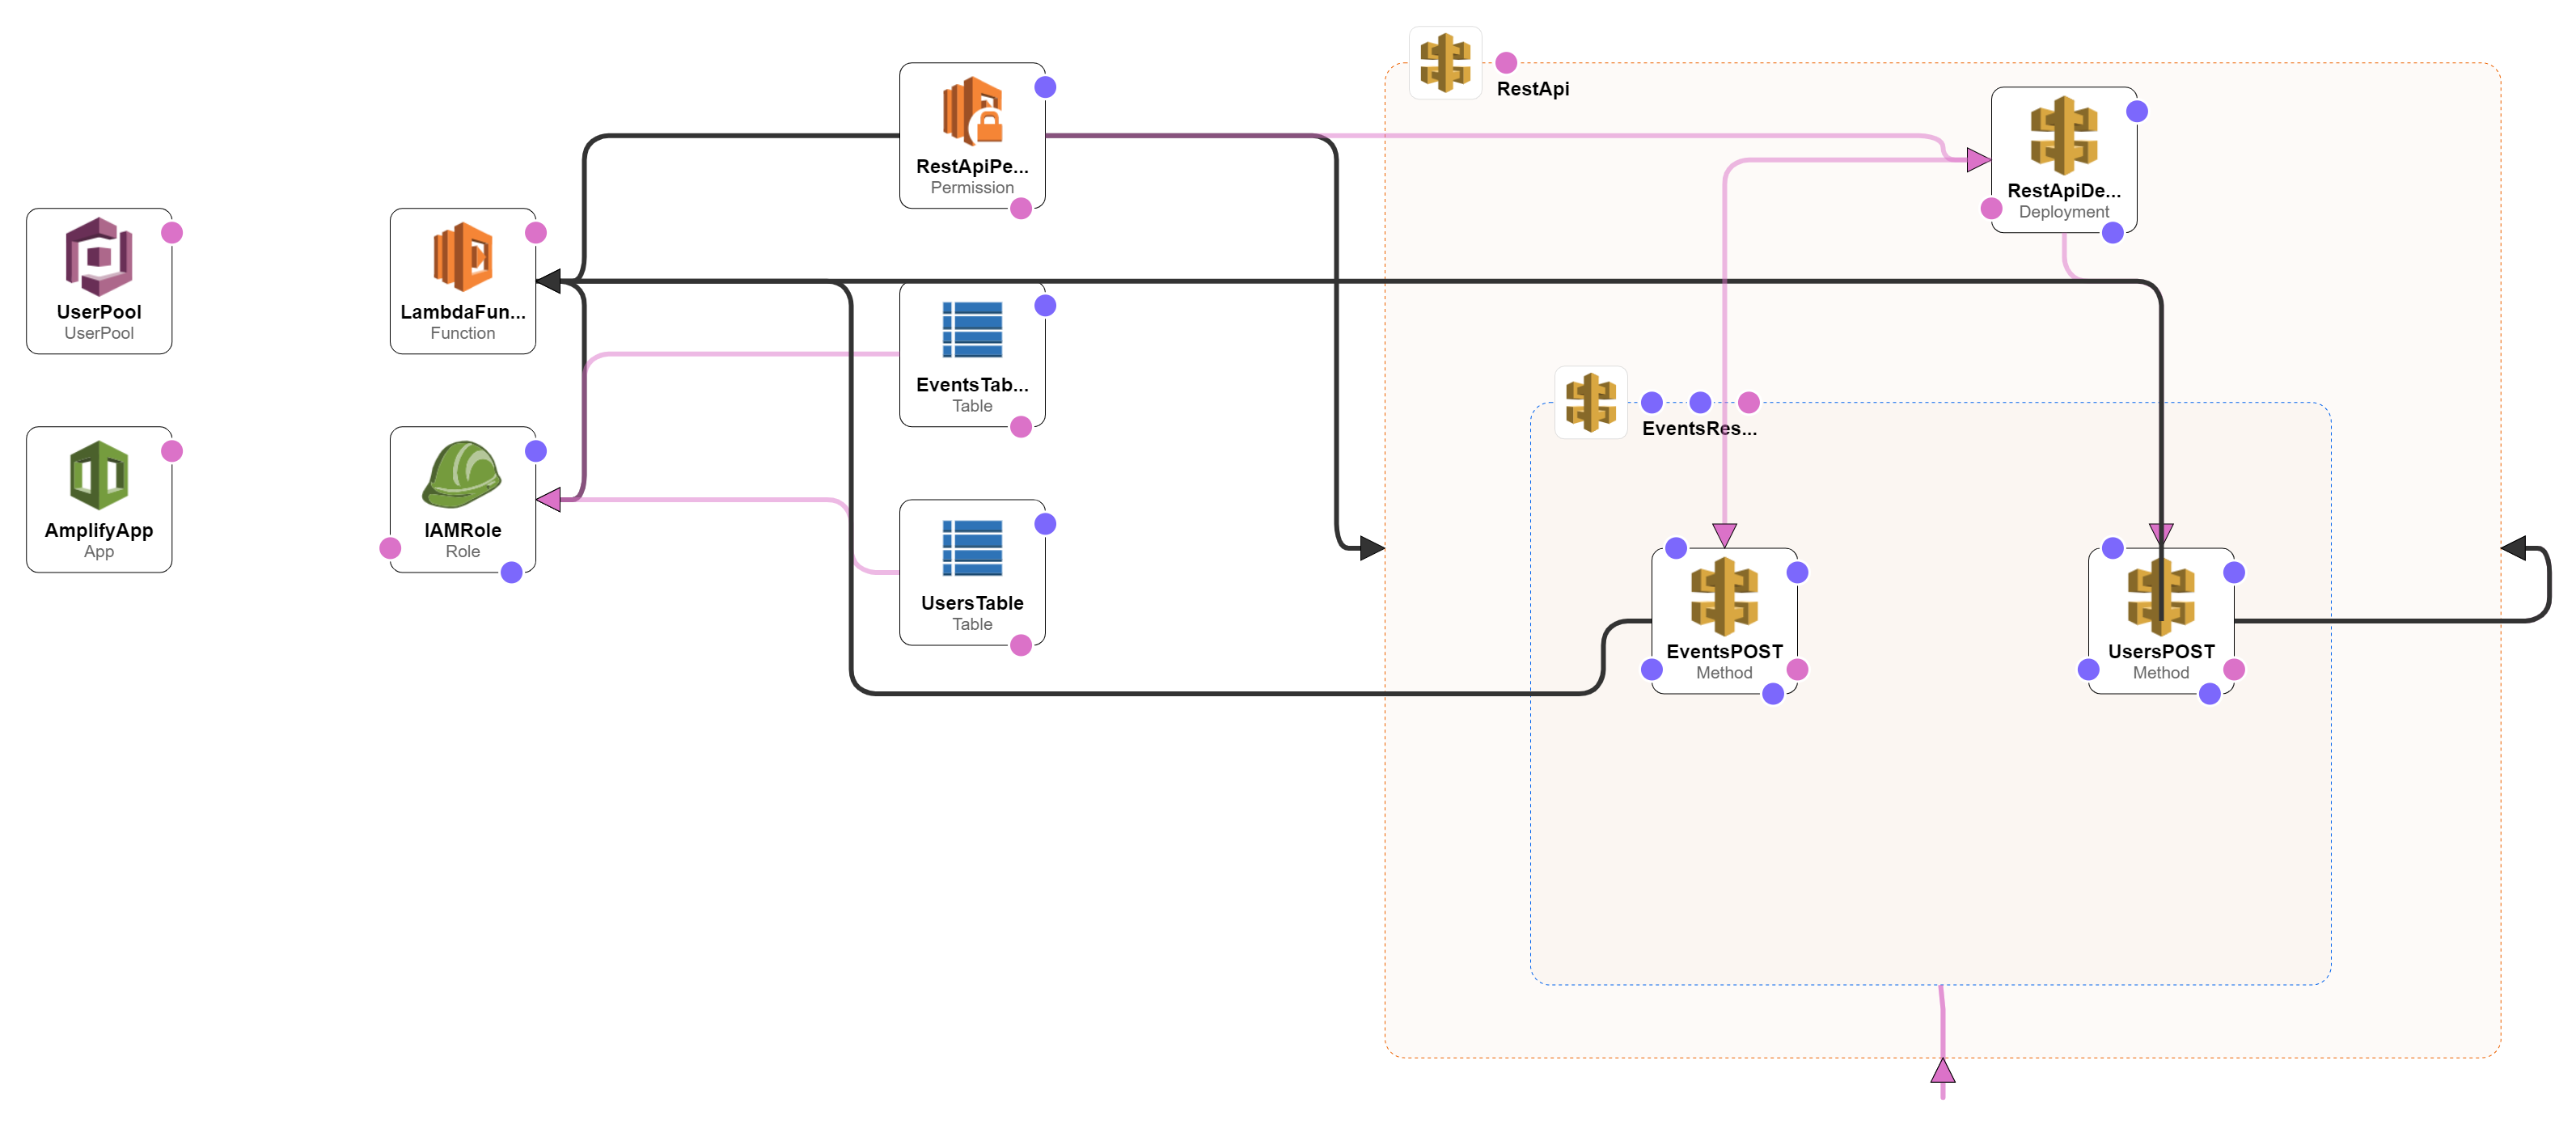 RestApi
RestApiPe...
Permission
RestApiDe...
Deployment
UserPool
UserPool
LambdaFun...
Function
EventsTab...
Table
EventsRes...
AmplifyApp
App
IAMRole
Role
UsersTable
Table
EventsPOST
Method
UsersPOST
Method